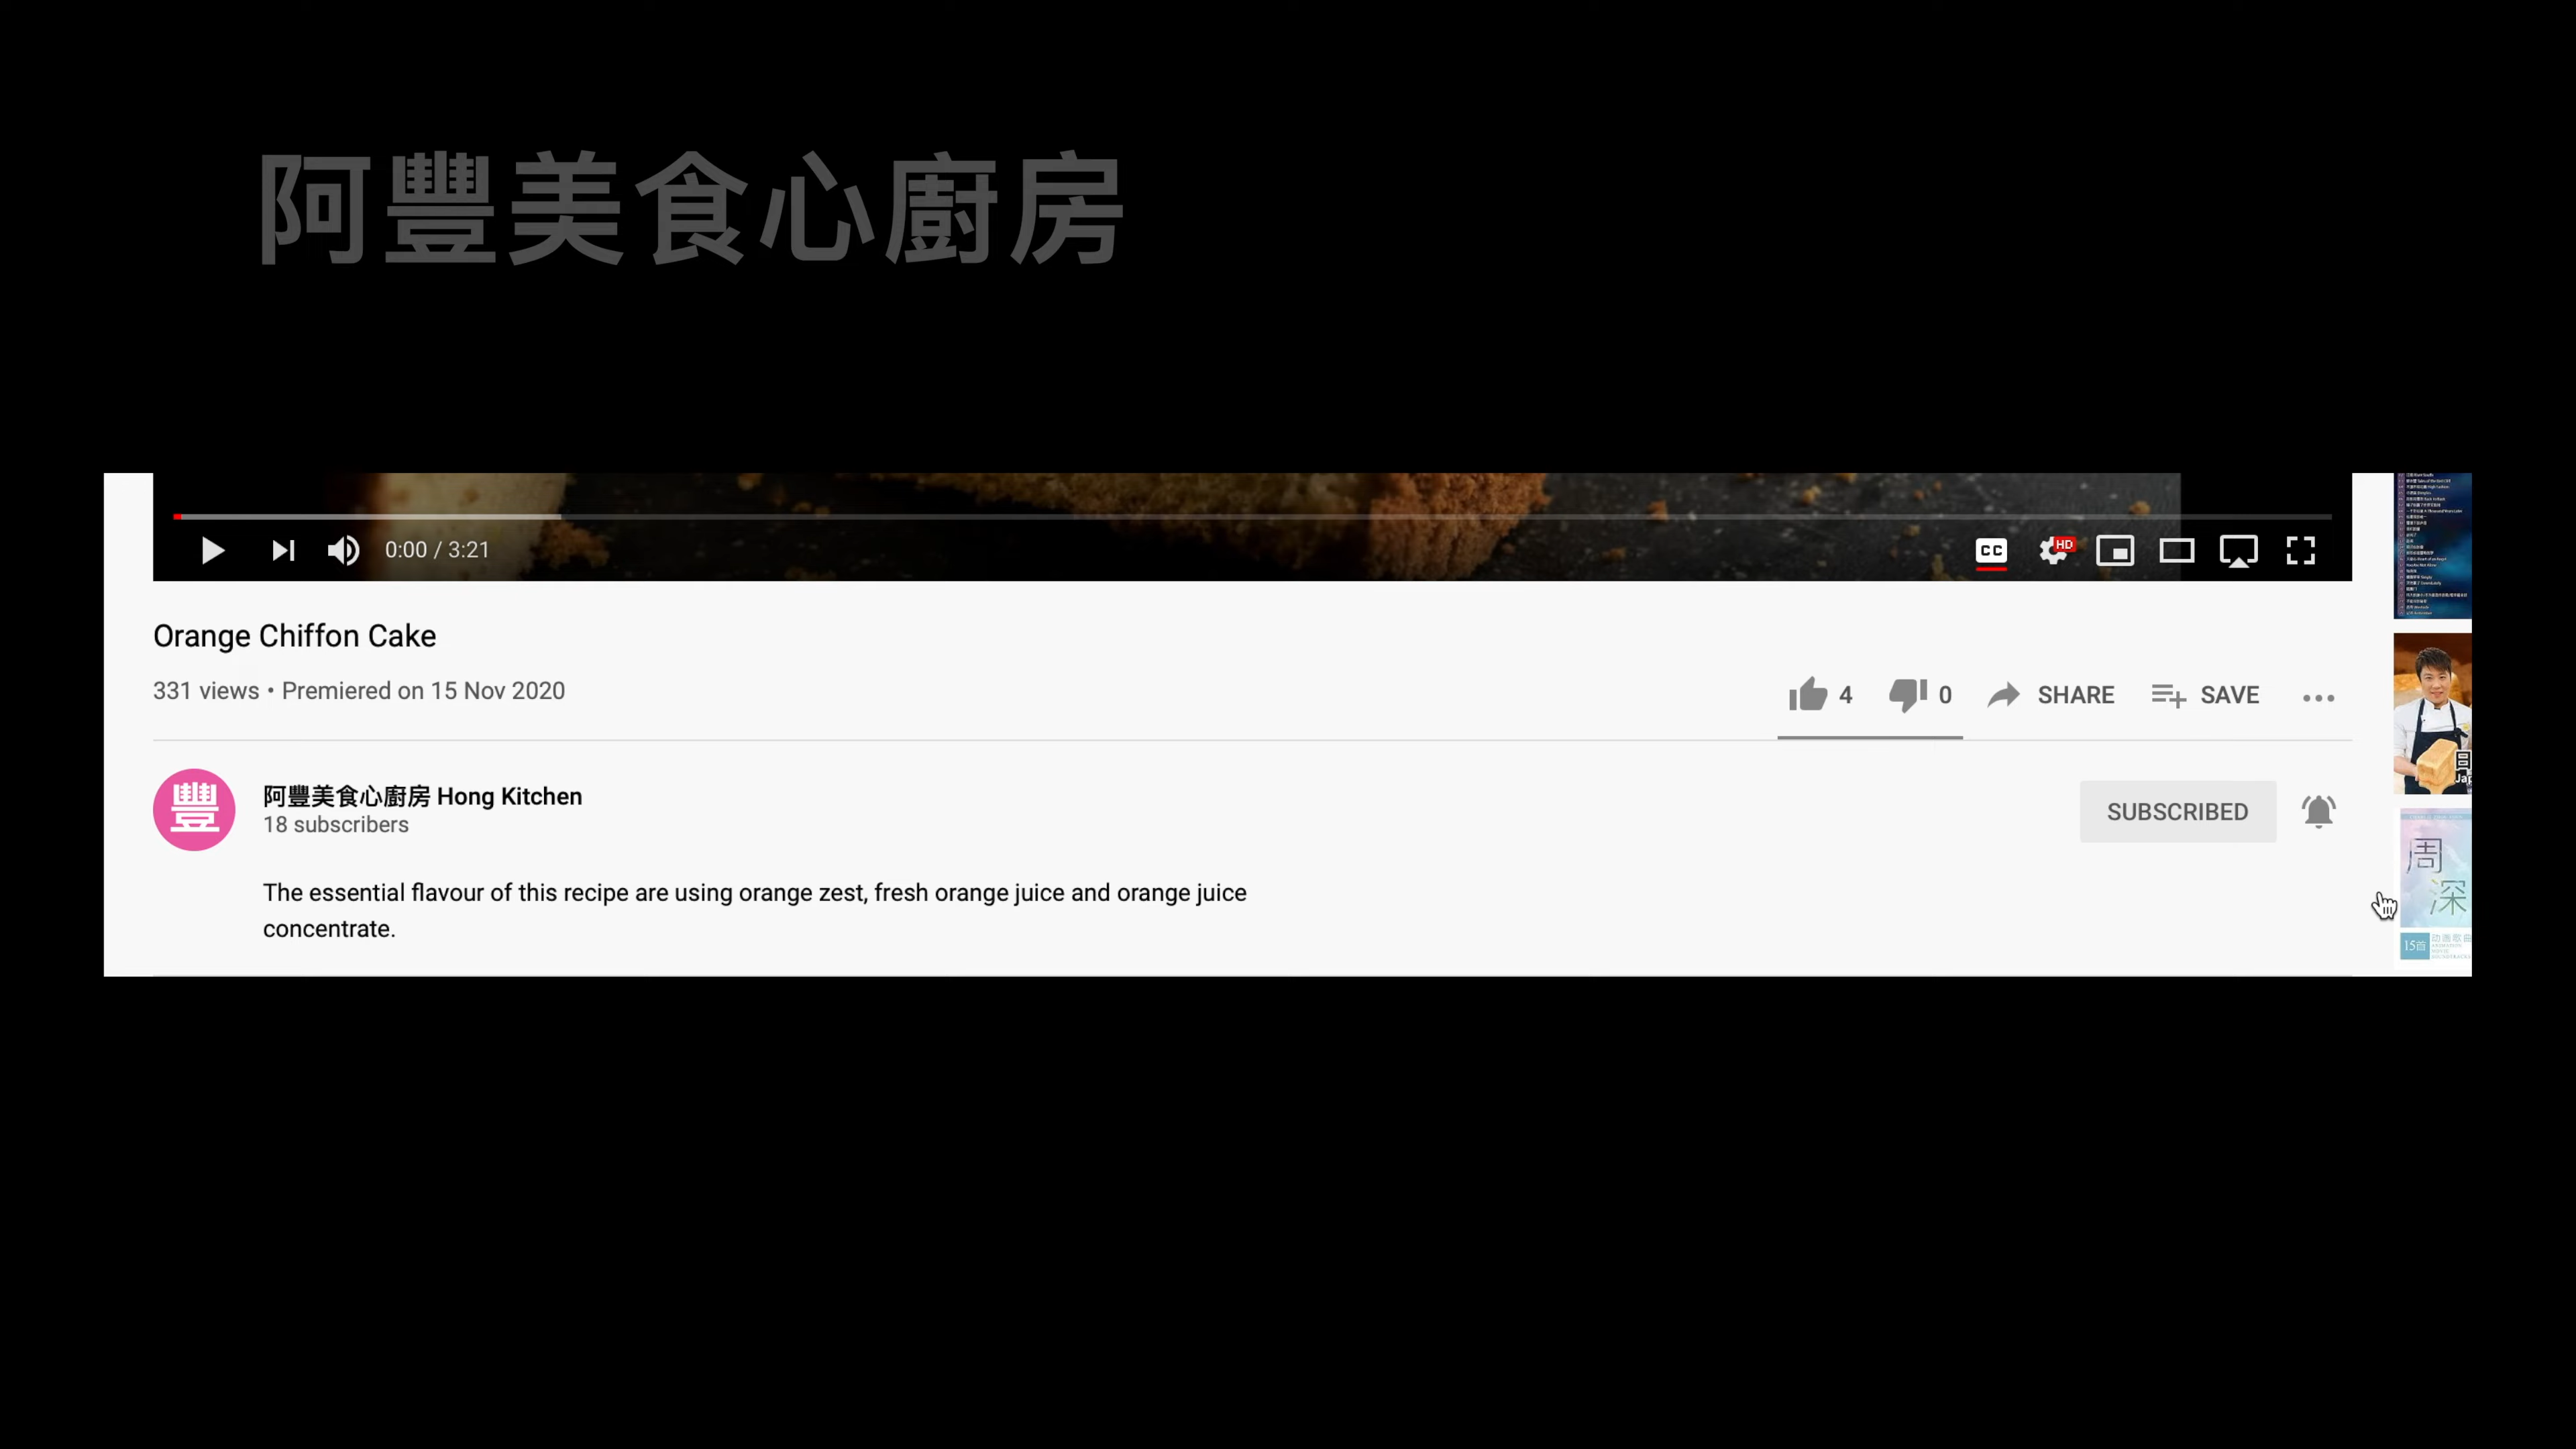 阿豐美食心廚房
0:00 / 3:21
CC
HD
Orange Chiffon Cake
331 views • Premiered on 15 Nov 2020
4
0
SHARE
SAVE
豐
阿豐美食心廚房 Hong Kitchen
18 subscribers
SUBSCRIBED
The essential flavour of this recipe are using orange zest, fresh orange juice and orange juice
concentrate.
周
深
15首